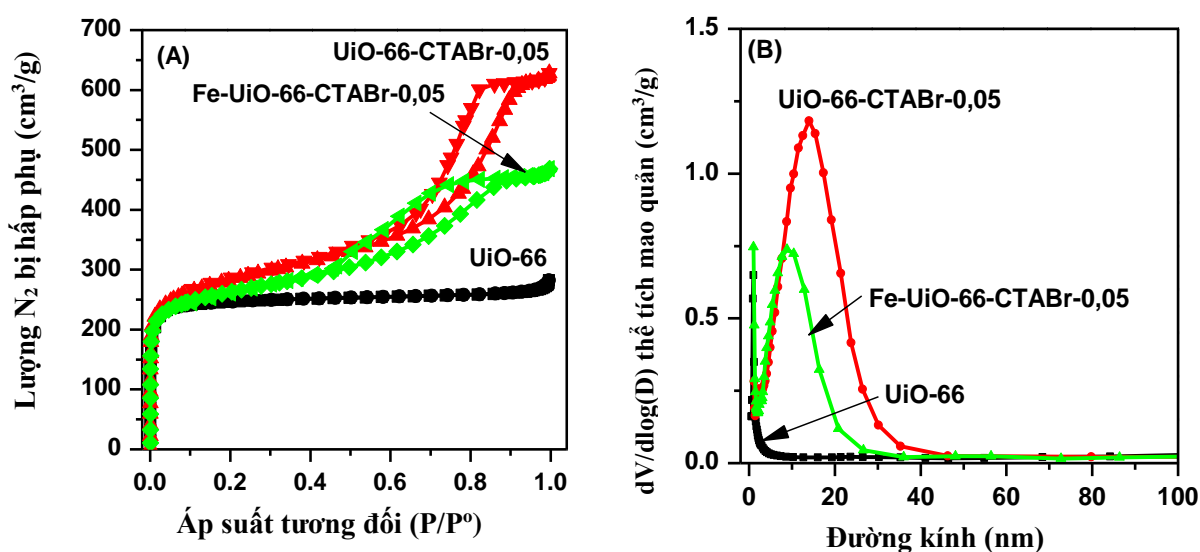 (A)
UiO-66-CTABr-0,05
Fe-UiO-66-CTABr-0,05
UiO-66
Lượng N₂ bị hấp phụ (cm³/g)
700
600
500
400
300
200
100
0
0.0 0.2 0.4 0.6 0.8 1.0
Áp suất tương đối (P/Pᵒ)
(B)
UiO-66-CTABr-0,05
Fe-UiO-66-CTABr-0,05
UiO-66
dV/dlog(D) thể tích mao quản (cm³/g)
1.5
1.0
0.5
0.0
0 20 40 60 80 100
Đường kính (nm)